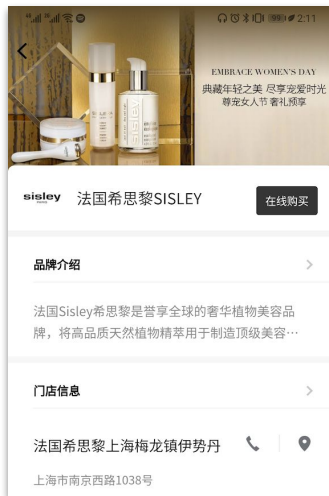 4G 2G 99 2:11
EMBRACE WOMEN'S DAY
典藏年轻之美 尽享宠爱时光
尊宠女人节 奢礼预享
sisley
PARIS
法国希思黎SISLEY
在线购买
品牌介绍
法国Sisley希思黎是誉享全球的奢华植物美容品
牌，将高品质天然植物精萃用于制造顶级美容…
门店信息
法国希思黎上海梅龙镇伊势丹
上海市南京西路1038号